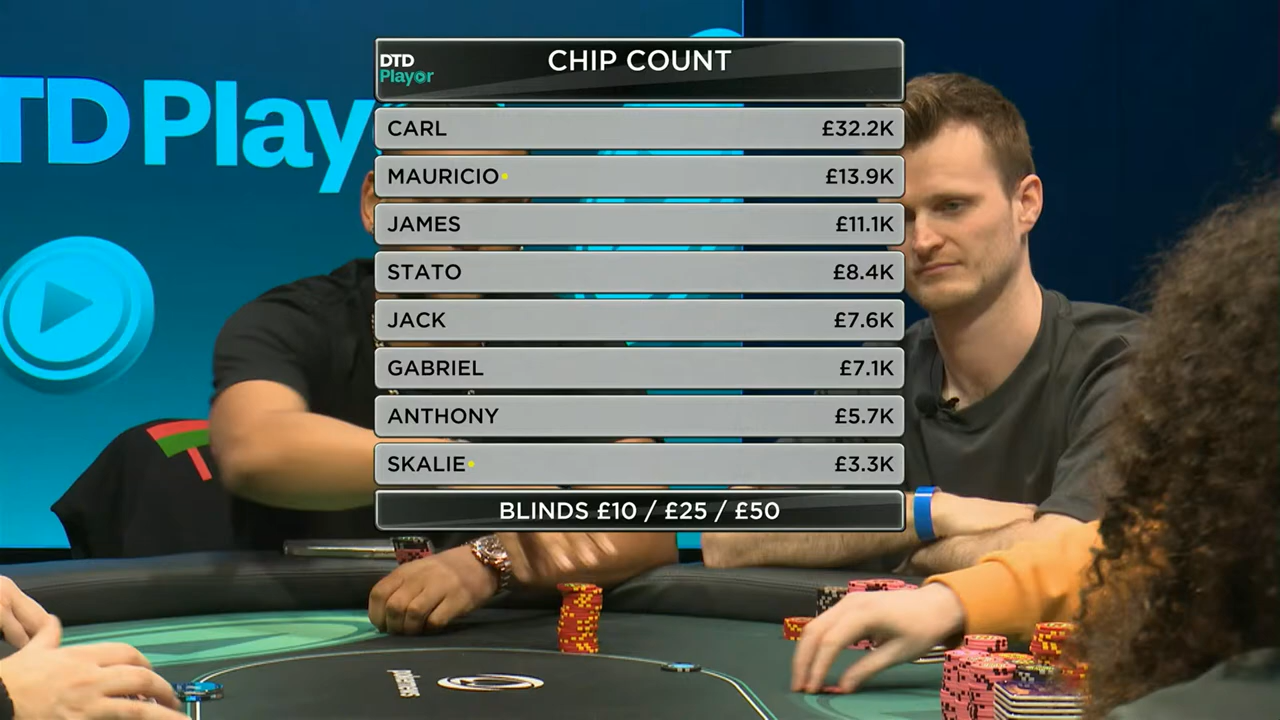 DTD
Player
CHIP COUNT
TD Play
CARL £32.2K
MAURICIO £13.9K
JAMES £11.1K
STATO £8.4K
JACK £7.6K
GABRIEL £7.1K
ANTHONY £5.7K
SKALIE £3.3K
BLINDS £10 / £25 / £50